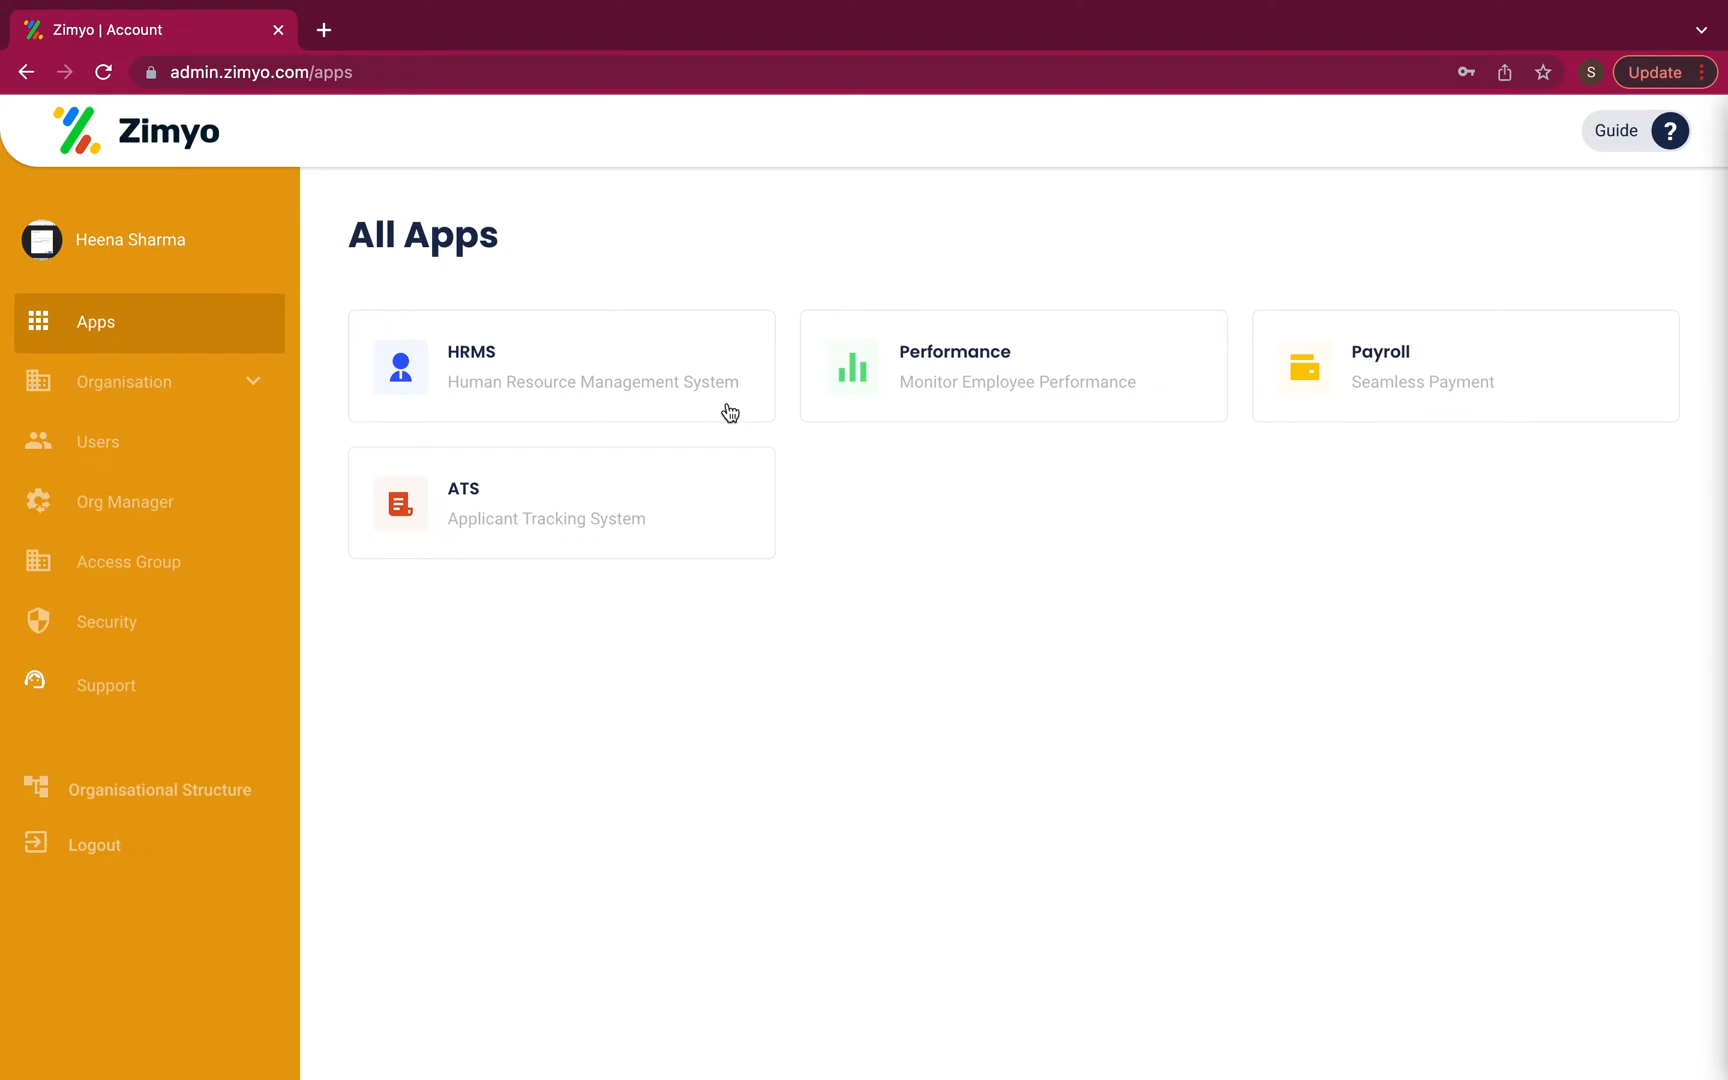 Zimyo | Account
admin.zimyo.com/apps
S
Update
Zimyo
Guide ?
Heena Sharma
Apps
Organisation
Users
Org Manager
Access Group
Security
Support
Organisational Structure
Logout
All Apps
HRMS
Human Resource Management System
Performance
Monitor Employee Performance
Payroll
Seamless Payment
ATS
Applicant Tracking System